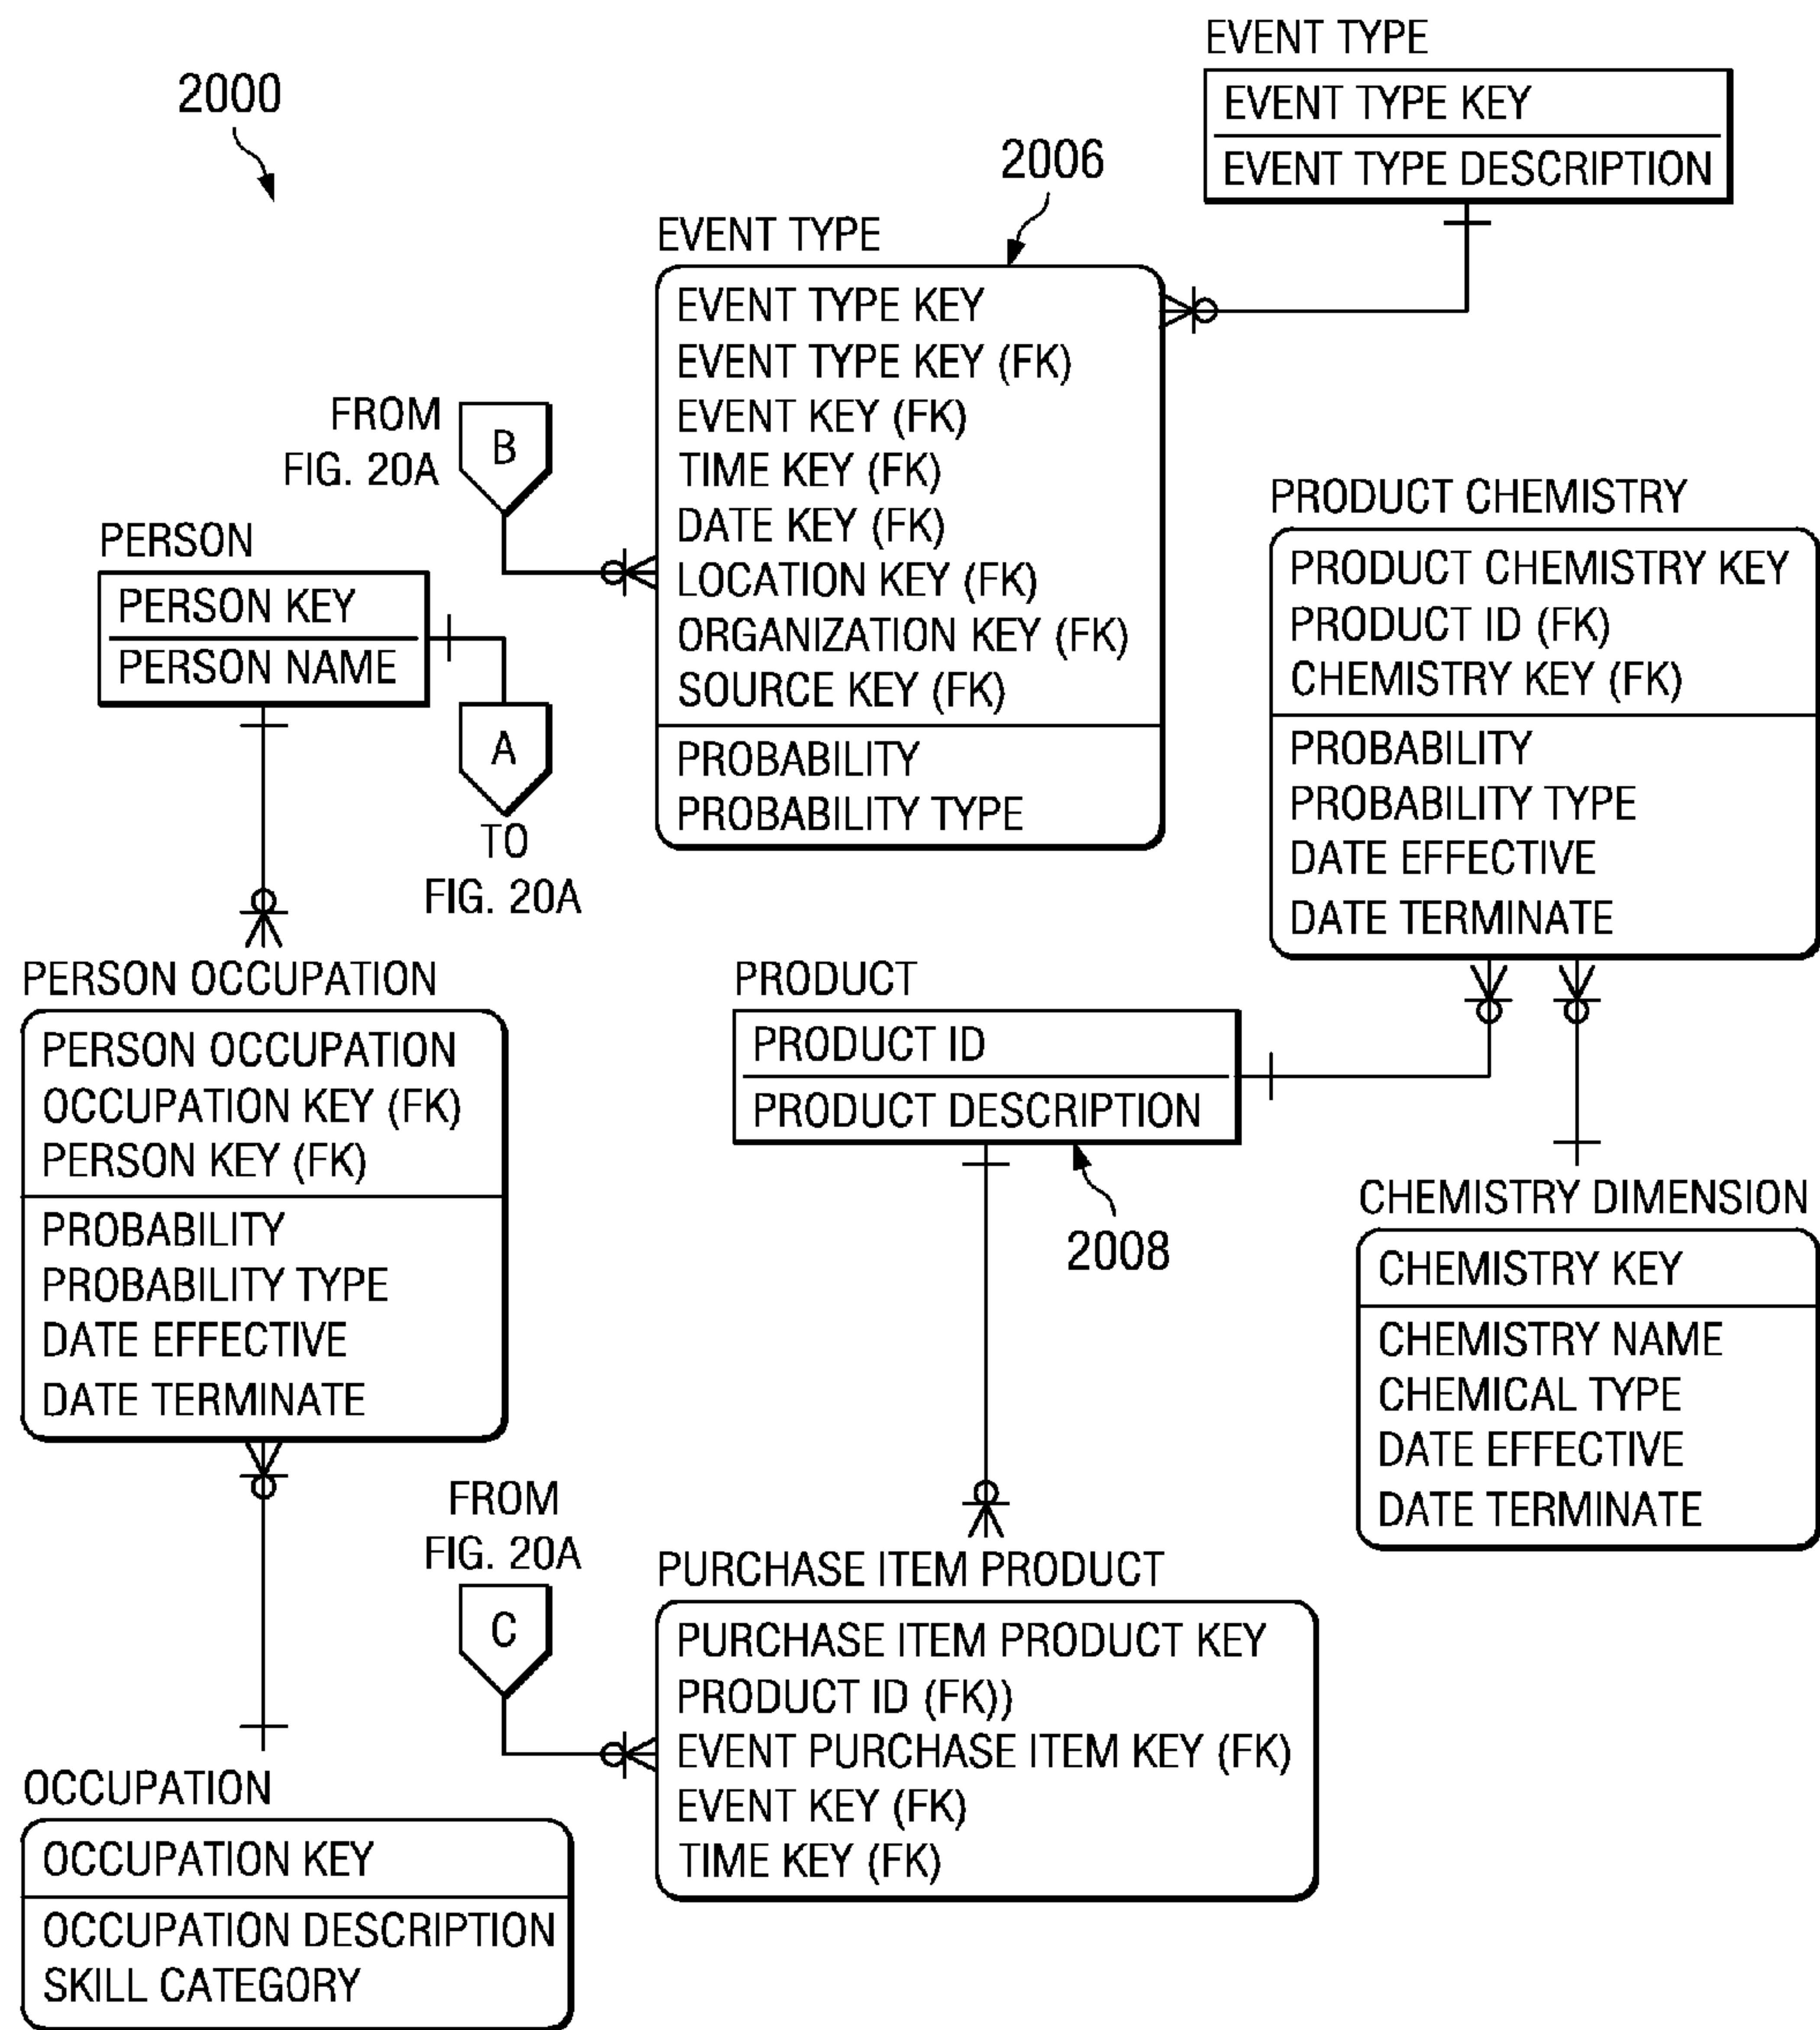 2000
EVENT TYPE
EVENT TYPE KEY
EVENT TYPE DESCRIPTION
2006
EVENT TYPE
EVENT TYPE KEY
EVENT TYPE KEY (FK)
EVENT KEY (FK)
TIME KEY (FK)
DATE KEY (FK)
LOCATION KEY (FK)
ORGANIZATION KEY (FK)
SOURCE KEY (FK)
PROBABILITY
PROBABILITY TYPE
FROM
FIG. 20A
B
PERSON
PERSON KEY
PERSON NAME
A
TO
FIG. 20A
PRODUCT CHEMISTRY
PRODUCT CHEMISTRY KEY
PRODUCT ID (FK)
CHEMISTRY KEY (FK)
PROBABILITY
PROBABILITY TYPE
DATE EFFECTIVE
DATE TERMINATE
PERSON OCCUPATION
PERSON OCCUPATION
OCCUPATION KEY (FK)
PERSON KEY (FK)
PROBABILITY
PROBABILITY TYPE
DATE EFFECTIVE
DATE TERMINATE
PRODUCT
PRODUCT ID
PRODUCT DESCRIPTION
2008
CHEMISTRY DIMENSION
CHEMISTRY KEY
CHEMISTRY NAME
CHEMICAL TYPE
DATE EFFECTIVE
DATE TERMINATE
FROM
FIG. 20A
C
PURCHASE ITEM PRODUCT
PURCHASE ITEM PRODUCT KEY
PRODUCT ID (FK))
EVENT PURCHASE ITEM KEY (FK)
EVENT KEY (FK)
TIME KEY (FK)
OCCUPATION
OCCUPATION KEY
OCCUPATION DESCRIPTION
SKILL CATEGORY